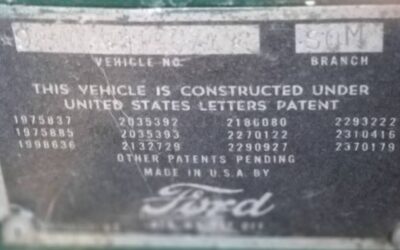 SUM
VEHICLE NO. BRANCH
THIS VEHICLE IS CONSTRUCTED UNDER
UNITED STATES LETTERS PATENT
1975837 2035392 2186080 2293222
1975885 2035393 2270122 2310416
1998636 2132729 2290927 2370179
OTHER PATENTS PENDING
MADE IN U.S.A. BY
Ford